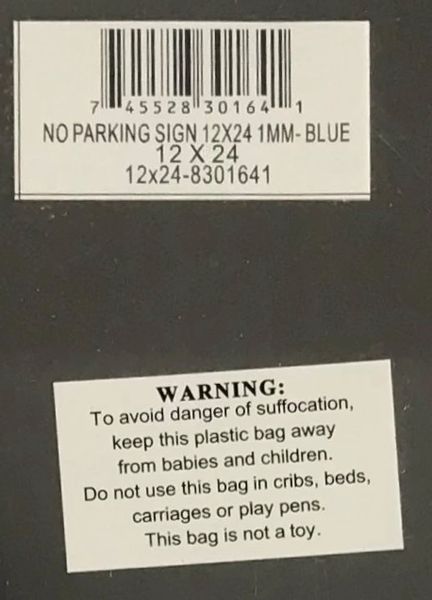 7 45528 30164 1
NO PARKING SIGN 12X24 1MM- BLUE
12 X 24
12x24-8301641
WARNING:
To avoid danger of suffocation,
keep this plastic bag away
from babies and children.
Do not use this bag in cribs, beds,
carriages or play pens.
This bag is not a toy.